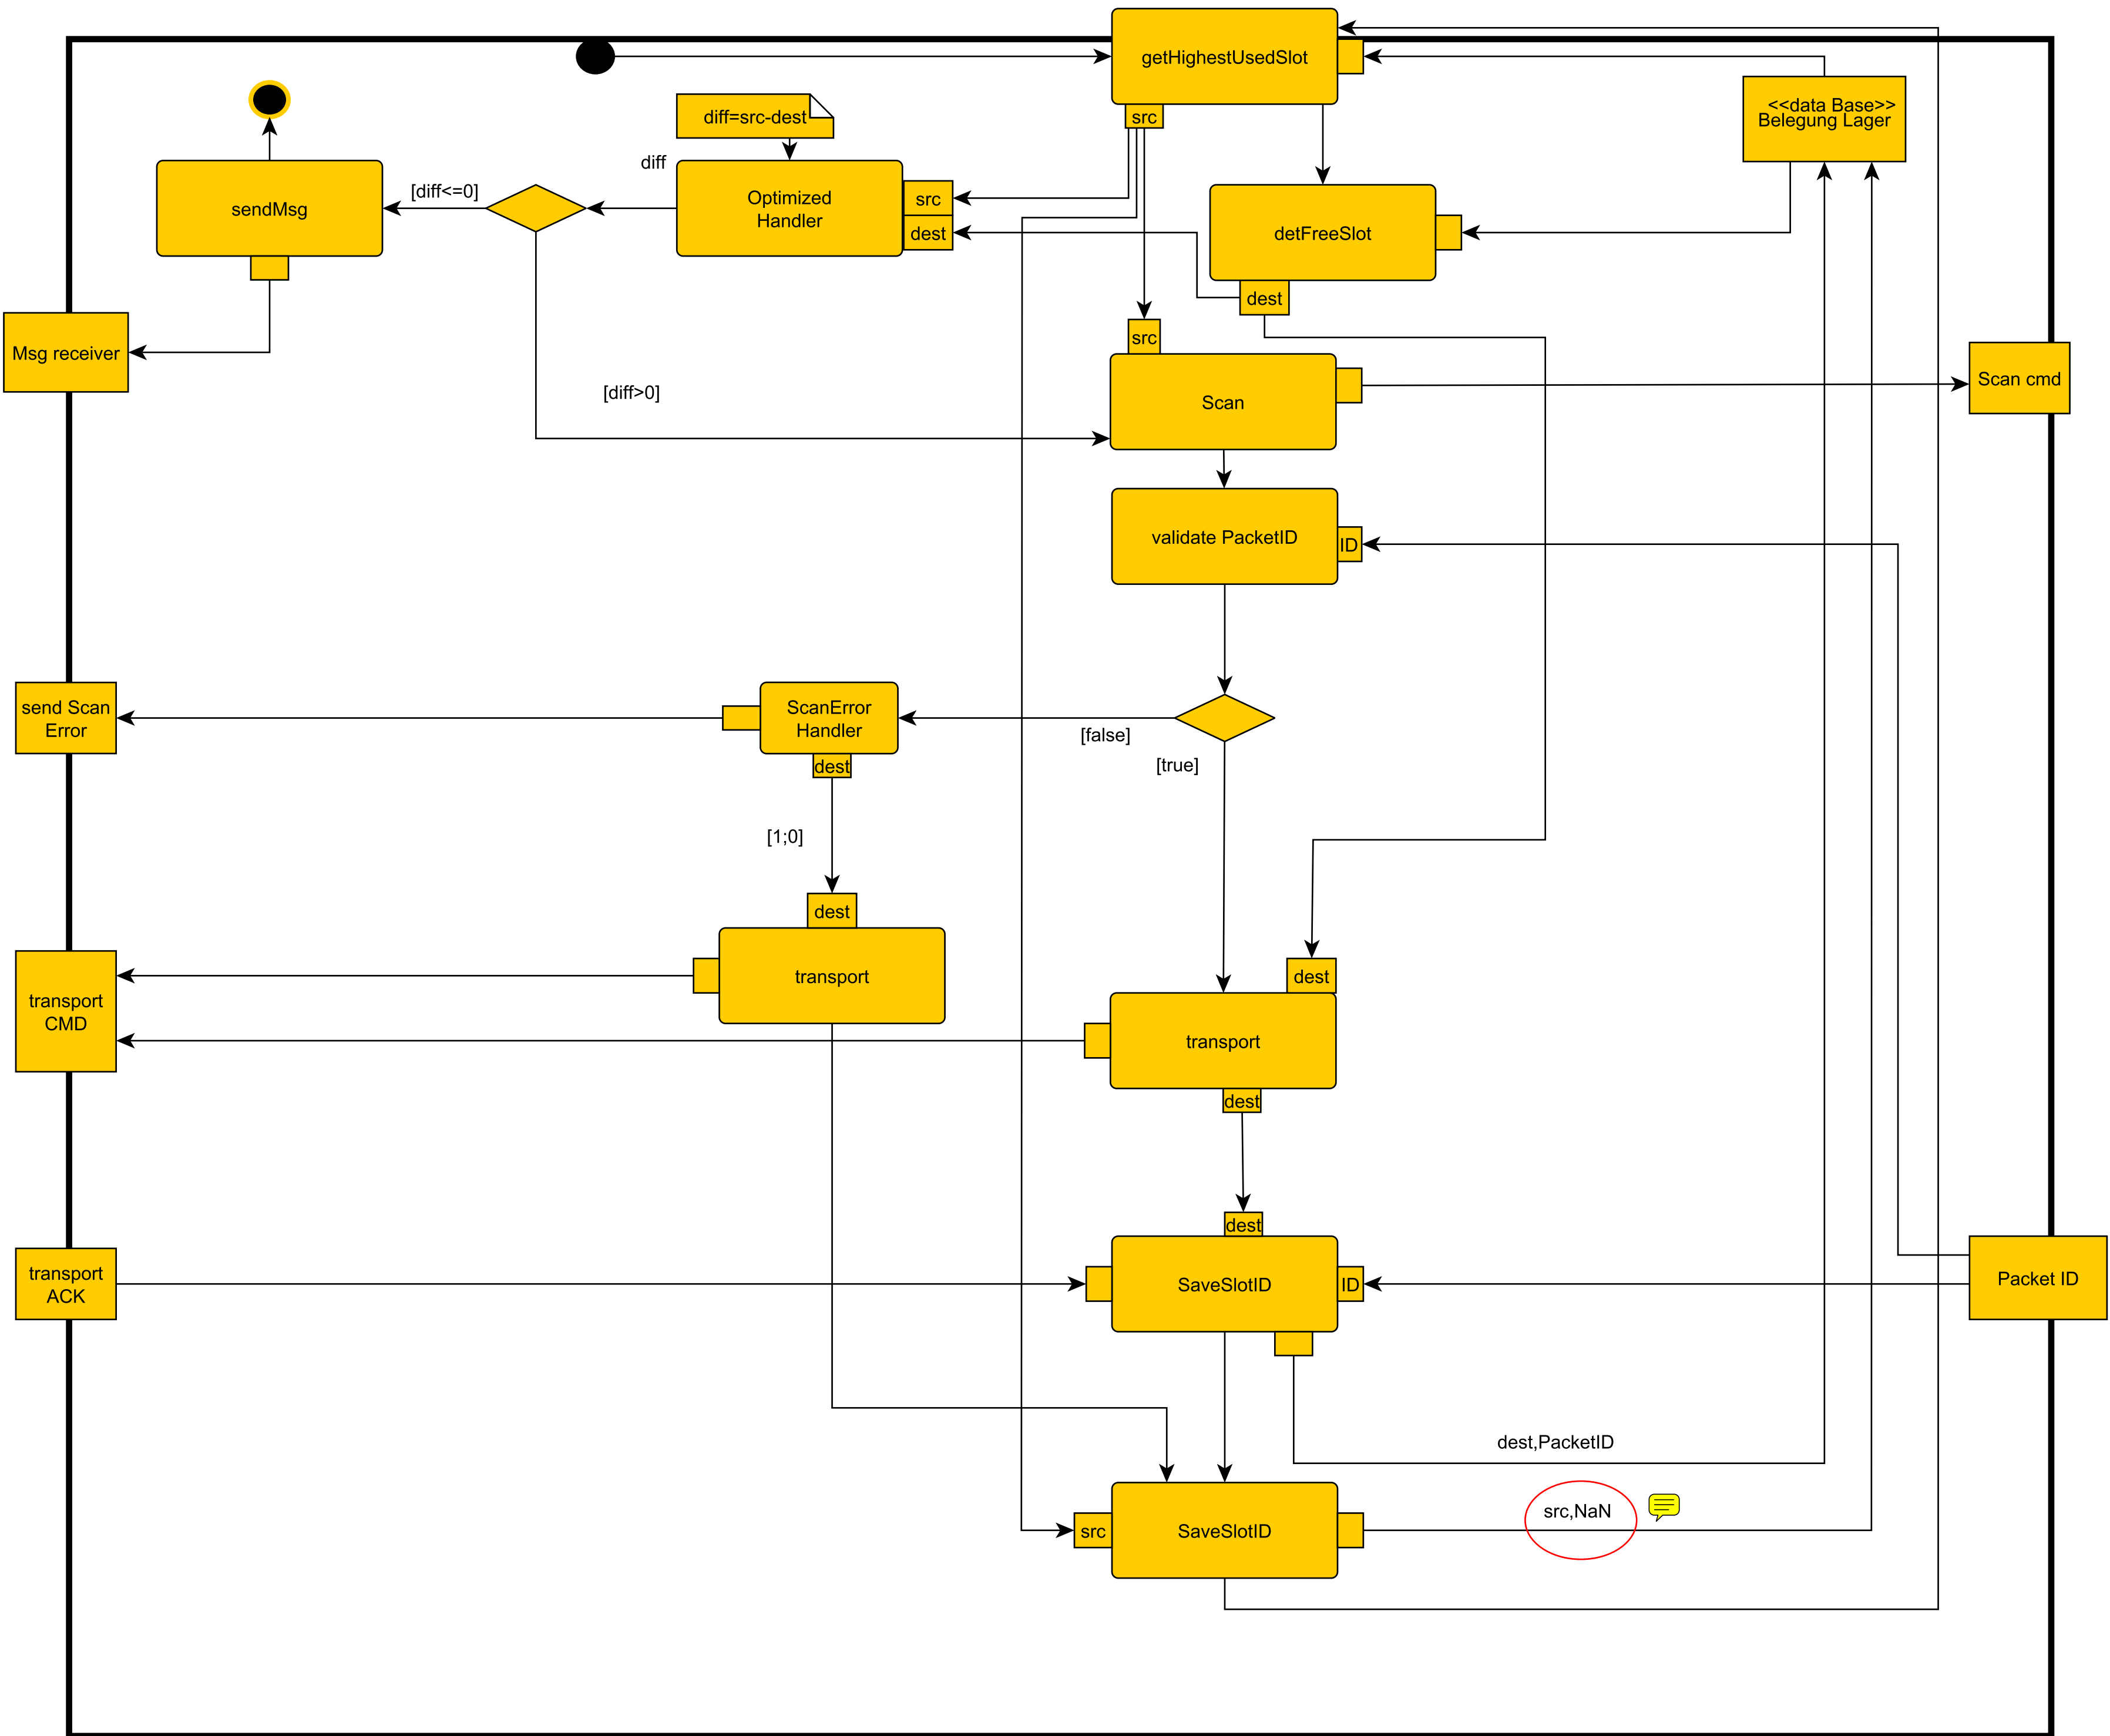 getHighestUsedSlot
src
<<data Base>>
Belegung Lager
diff=src-dest
diff
[diff<=0]
sendMsg
Optimized
Handler
src
dest
detFreeSlot
dest
Msg receiver
src
Scan
Scan cmd
[diff>0]
validate PacketID
ID
send Scan
Error
ScanError
Handler
dest
[false]
[true]
[1;0]
dest
transport
transport
CMD
dest
transport
dest
dest
transport
ACK
SaveSlotID
ID
Packet ID
dest,PacketID
src
SaveSlotID
src,NaN